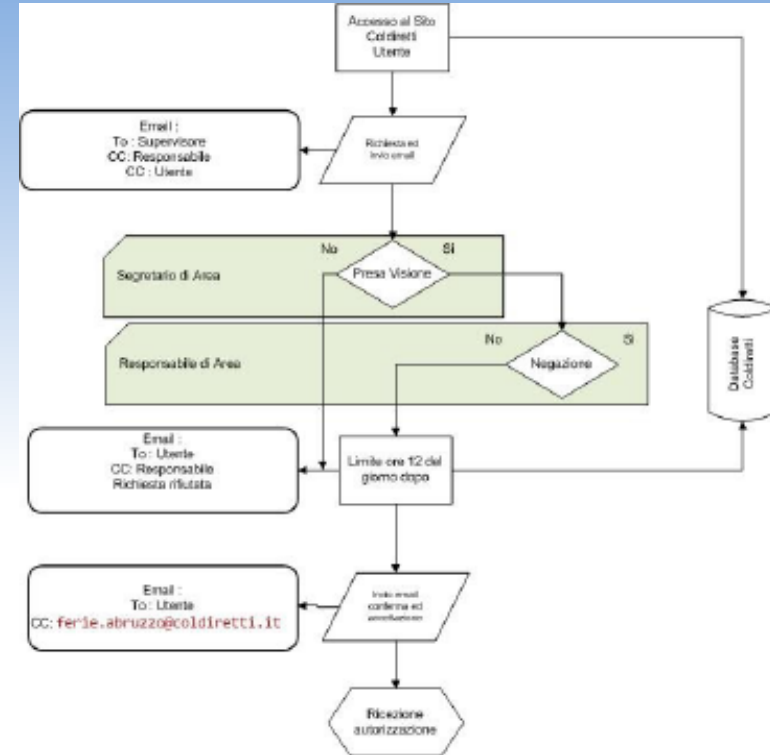 Accesso al Sito
Coldiretti
Utente
Email :
To : Supervisore
CC: Responsabile
CC : Utente
Richiesta ed
Invio email
No
Si
Segretario di Area
Presa Visione
No
Si
Responsabile di Area
Negazione
Database
Coldiretti
Email :
To : Utente
CC: Responsabile
Richiesta rifiutata
Limite ore 12 del
giorno dopo
Email :
To : Utente
CC: ferie.abruzzo@coldiretti.it
Invio email
conferma ed
Ricezione
autorizzazione